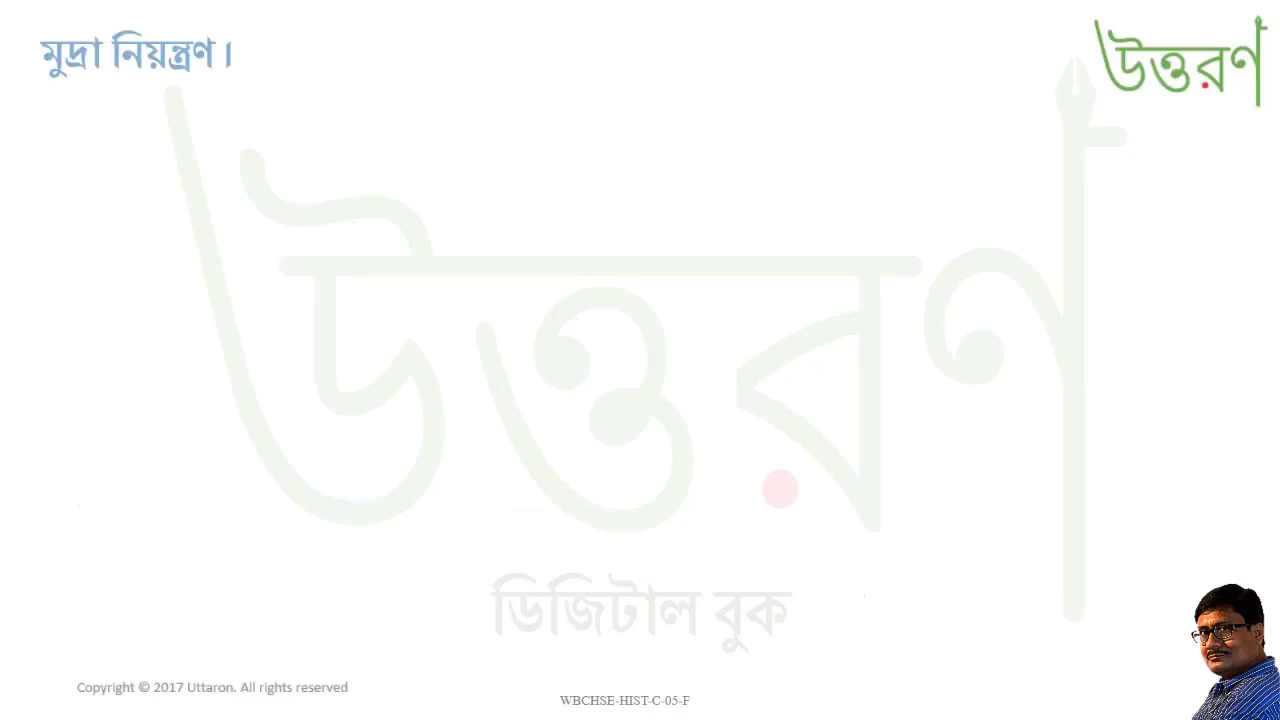 মুদ্রা নিয়ন্ত্রণ।
উত্তরণ
উত্তরণ
ডিজিটাল বুক
Copyright © 2017 Uttaron. All rights reserved
WBCHSE-HIST-C-05-F